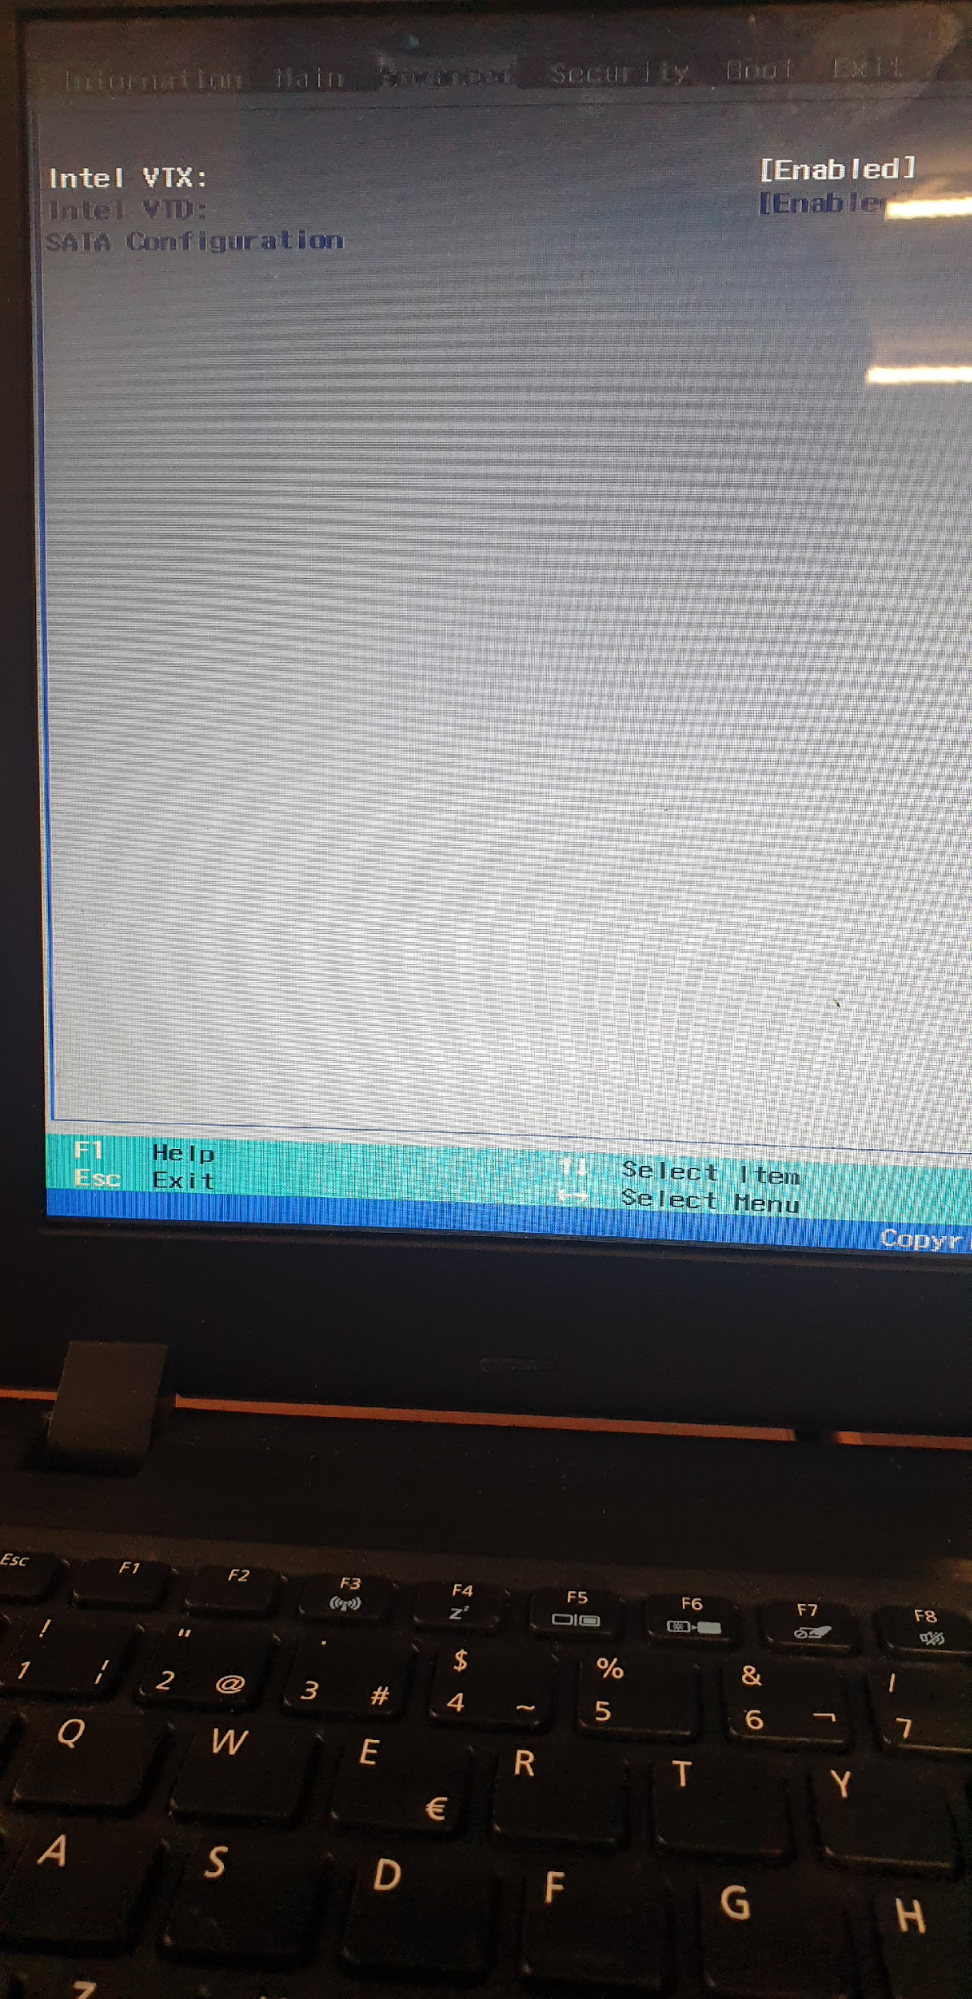 Information Main Advanced Security Boot Exit
Intel VTX: [Enabled]
Intel VTD: [Enabled
SATA Configuration
F1 Help ↑↓ Select Item
Esc Exit ←→ Select Menu
Copyr
Esc F1 F2 F3 F4 F5 F6 F7 F8
z
! " · $ % & /
1 ¦ 2 @ 3 # 4 ~ 5 6 ¬ 7
Q W E € R T Y
A S D F G H
Z